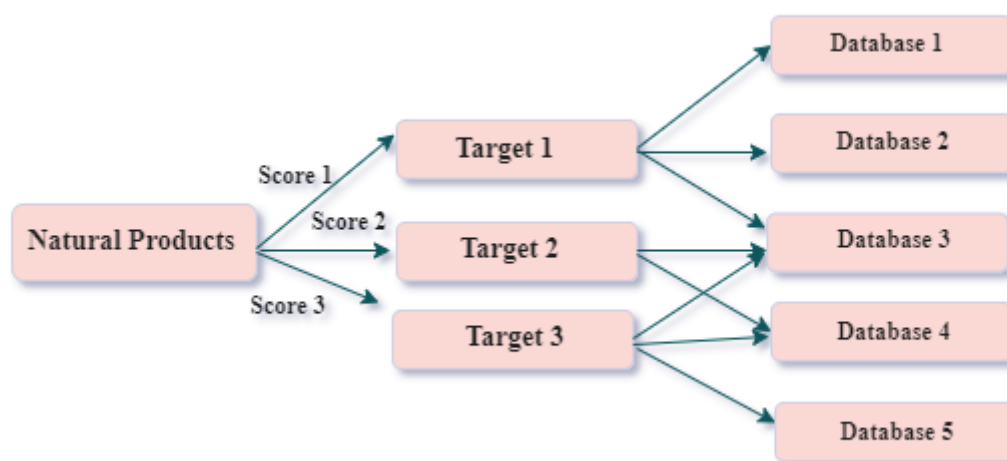 Natural Products
Score 1
Score 2
Score 3
Target 1
Target 2
Target 3
Database 1
Database 2
Database 3
Database 4
Database 5